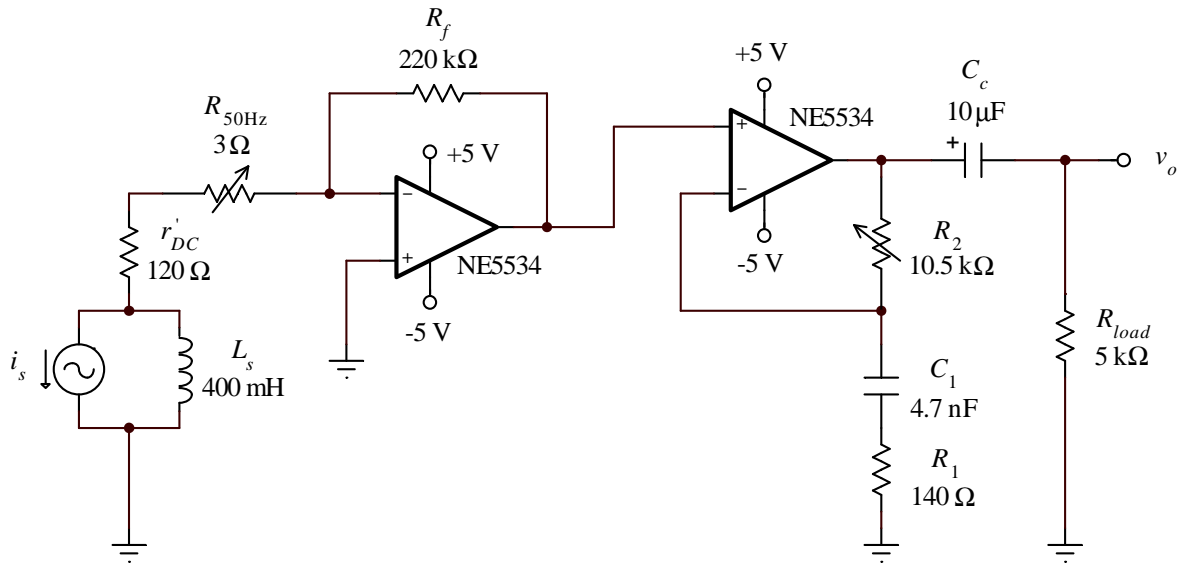 R_f
220 kΩ
R_50Hz
3 Ω
+5 V
-5 V
NE5534
r'_DC
120 Ω
i_s
L_s
400 mH
+5 V
NE5534
-5 V
C_c
10 µF
v_o
R_2
10.5 kΩ
C_1
4.7 nF
R_1
140 Ω
R_load
5 kΩ